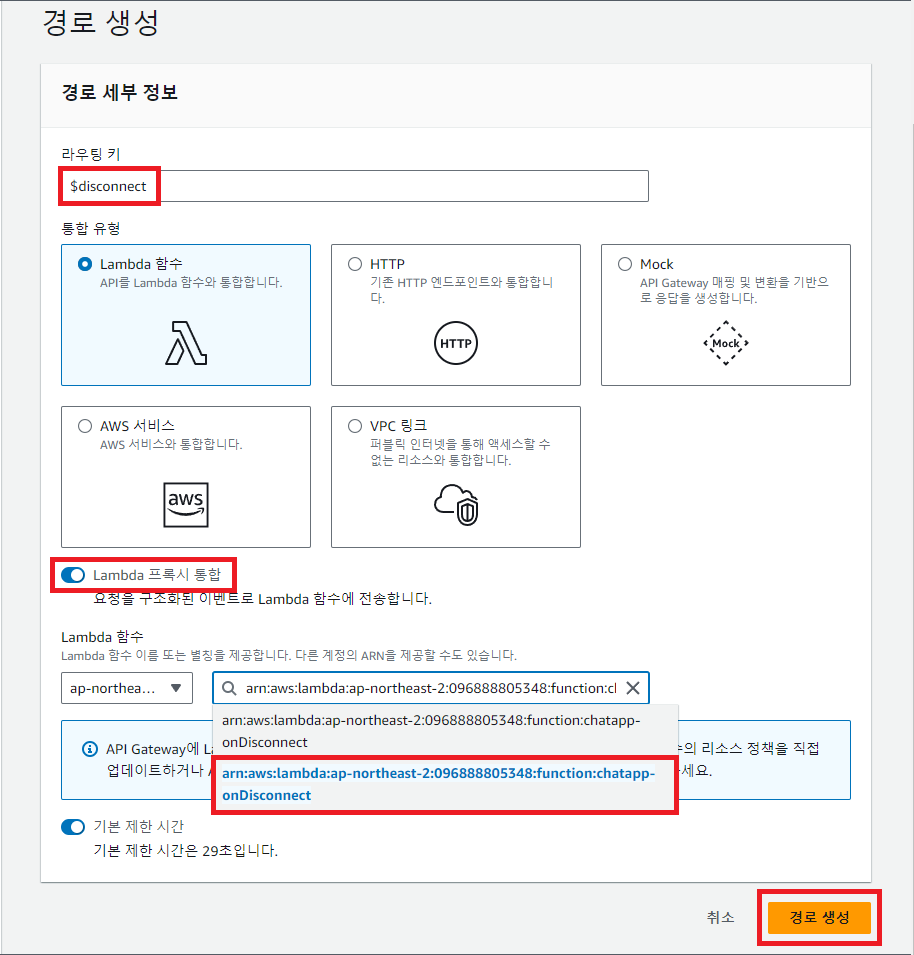 경로 생성
경로 세부 정보
라우팅 키
$disconnect
통합 유형
Lambda 함수
API를 Lambda 함수와 통합합니다.
HTTP
기존 HTTP 엔드포인트와 통합합니
다.
HTTP
Mock
API Gateway 매핑 및 변환을 기반으
로 응답을 생성합니다.
Mock
AWS 서비스
AWS 서비스와 통합합니다.
aws
VPC 링크
퍼블릭 인터넷을 통해 액세스할 수
없는 리소스와 통합합니다.
Lambda 프록시 통합
요청을 구조화된 이벤트로 Lambda 함수에 전송합니다.
Lambda 함수
Lambda 함수 이름 또는 별칭을 제공합니다. 다른 계정의 ARN을 제공할 수도 있습니다.
ap-northea...
arn:aws:lambda:ap-northeast-2:096888805348:function:cl
arn:aws:lambda:ap-northeast-2:096888805348:function:chatapp-
onDisconnect
arn:aws:lambda:ap-northeast-2:096888805348:function:chatapp-
onDisconnect
API Gateway에 의 리소스 정책을 직접
업데이트하거나 세요.
기본 제한 시간
기본 제한 시간은 29초입니다.
취소
경로 생성